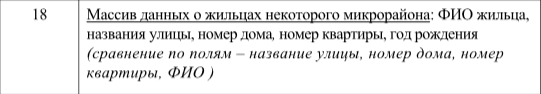 18 Массив данных о жильцах некоторого микрорайона: ФИО жильца,
названия улицы, номер дома, номер квартиры, год рождения
(сравнение по полям – название улицы, номер дома, номер
квартиры, ФИО )